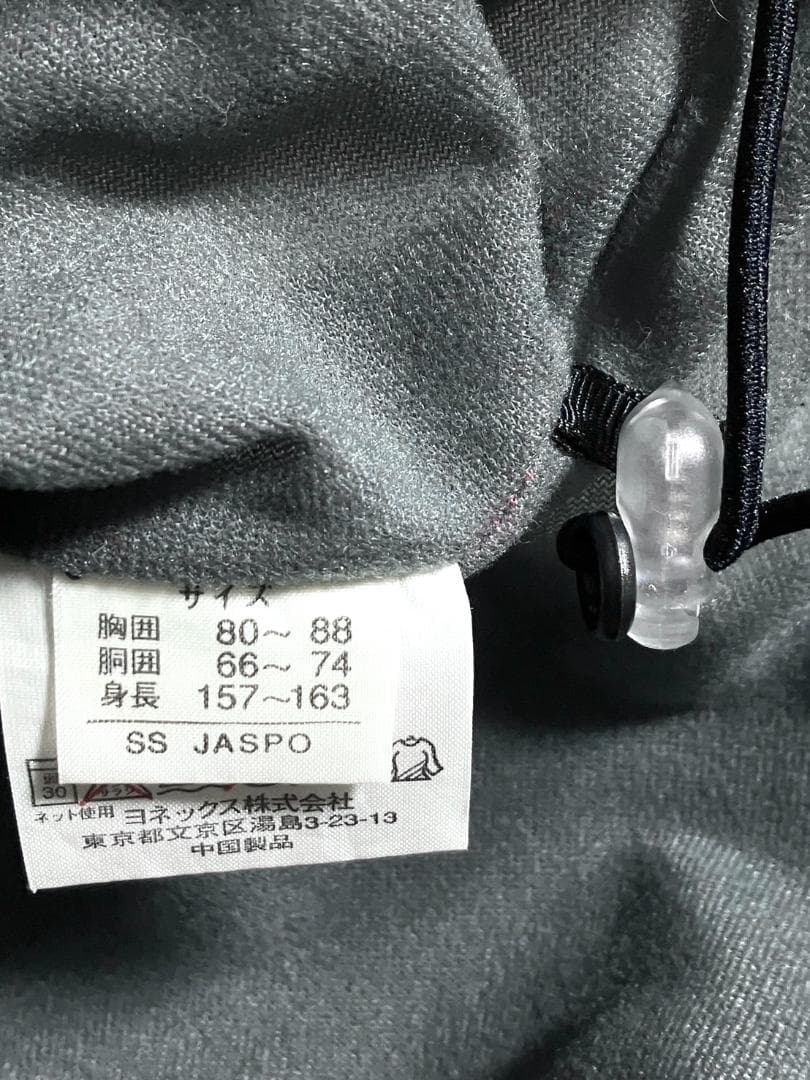 サイズ
胸囲 80～ 88
胴囲 66～ 74
身長 157～163
SS JASPO
30
ネット使用 ヨネックス株式会社
東京都文京区湯島3-23-13
中国製品